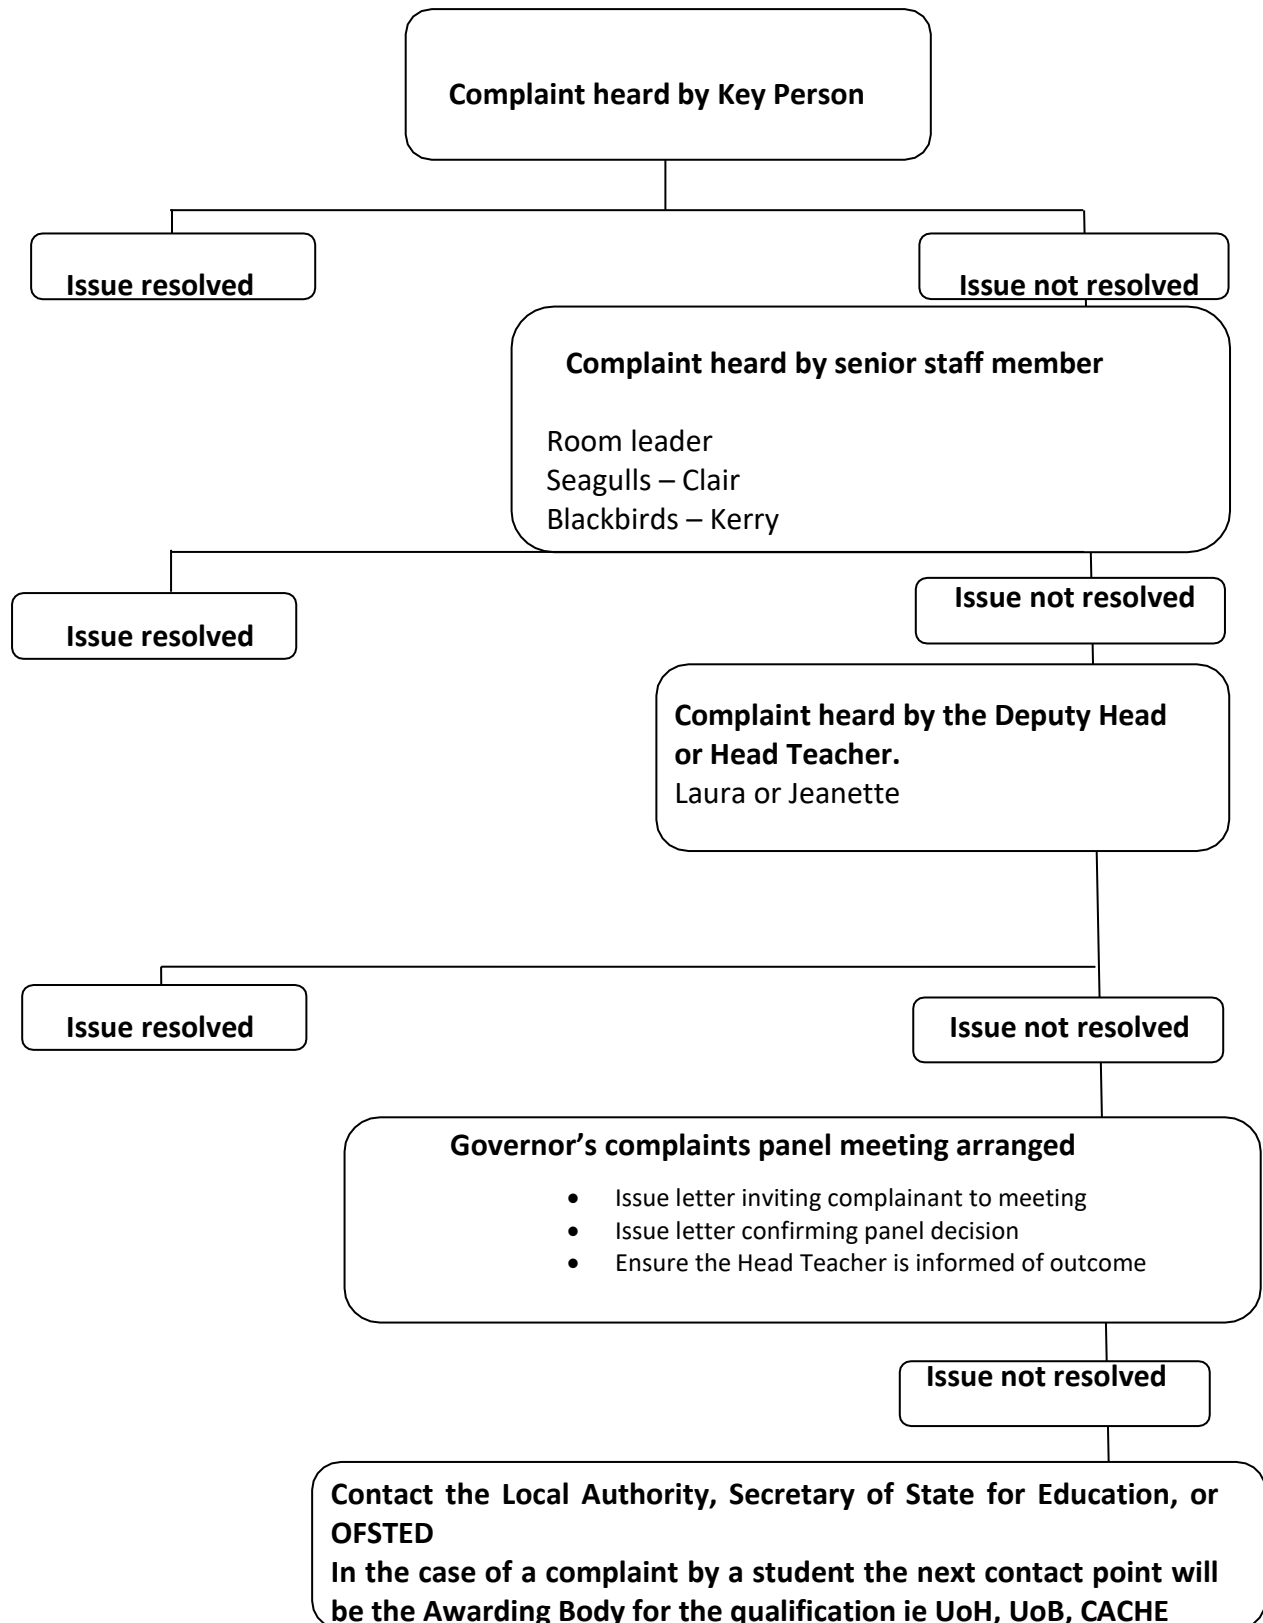 Complaint heard by Key Person
Issue resolved
Issue not resolved
Complaint heard by senior staff member
Room leader
Seagulls – Clair
Blackbirds – Kerry
Issue resolved
Issue not resolved
Complaint heard by the Deputy Head
or Head Teacher.
Laura or Jeanette
Issue resolved
Issue not resolved
Governor’s complaints panel meeting arranged
• Issue letter inviting complainant to meeting
• Issue letter confirming panel decision
• Ensure the Head Teacher is informed of outcome
Issue not resolved
Contact the Local Authority, Secretary of State for Education, or
OFSTED
In the case of a complaint by a student the next contact point will
be the Awarding Body for the qualification ie UoH, UoB, CACHE